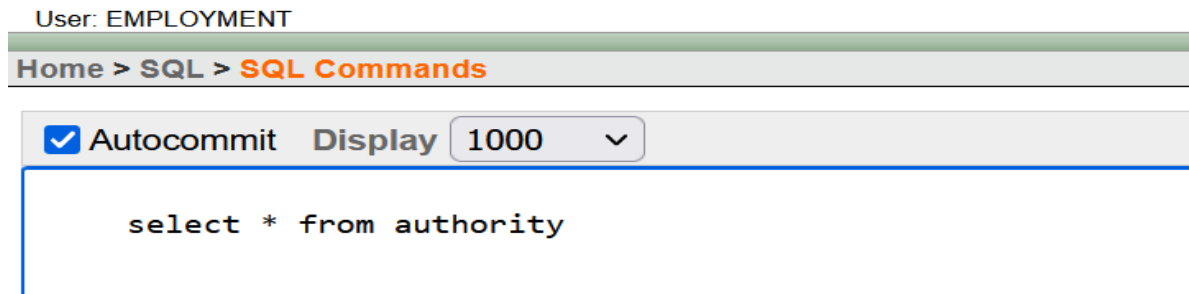 User: EMPLOYMENT
Home > SQL > SQL Commands
Autocommit Display 1000
select * from authority